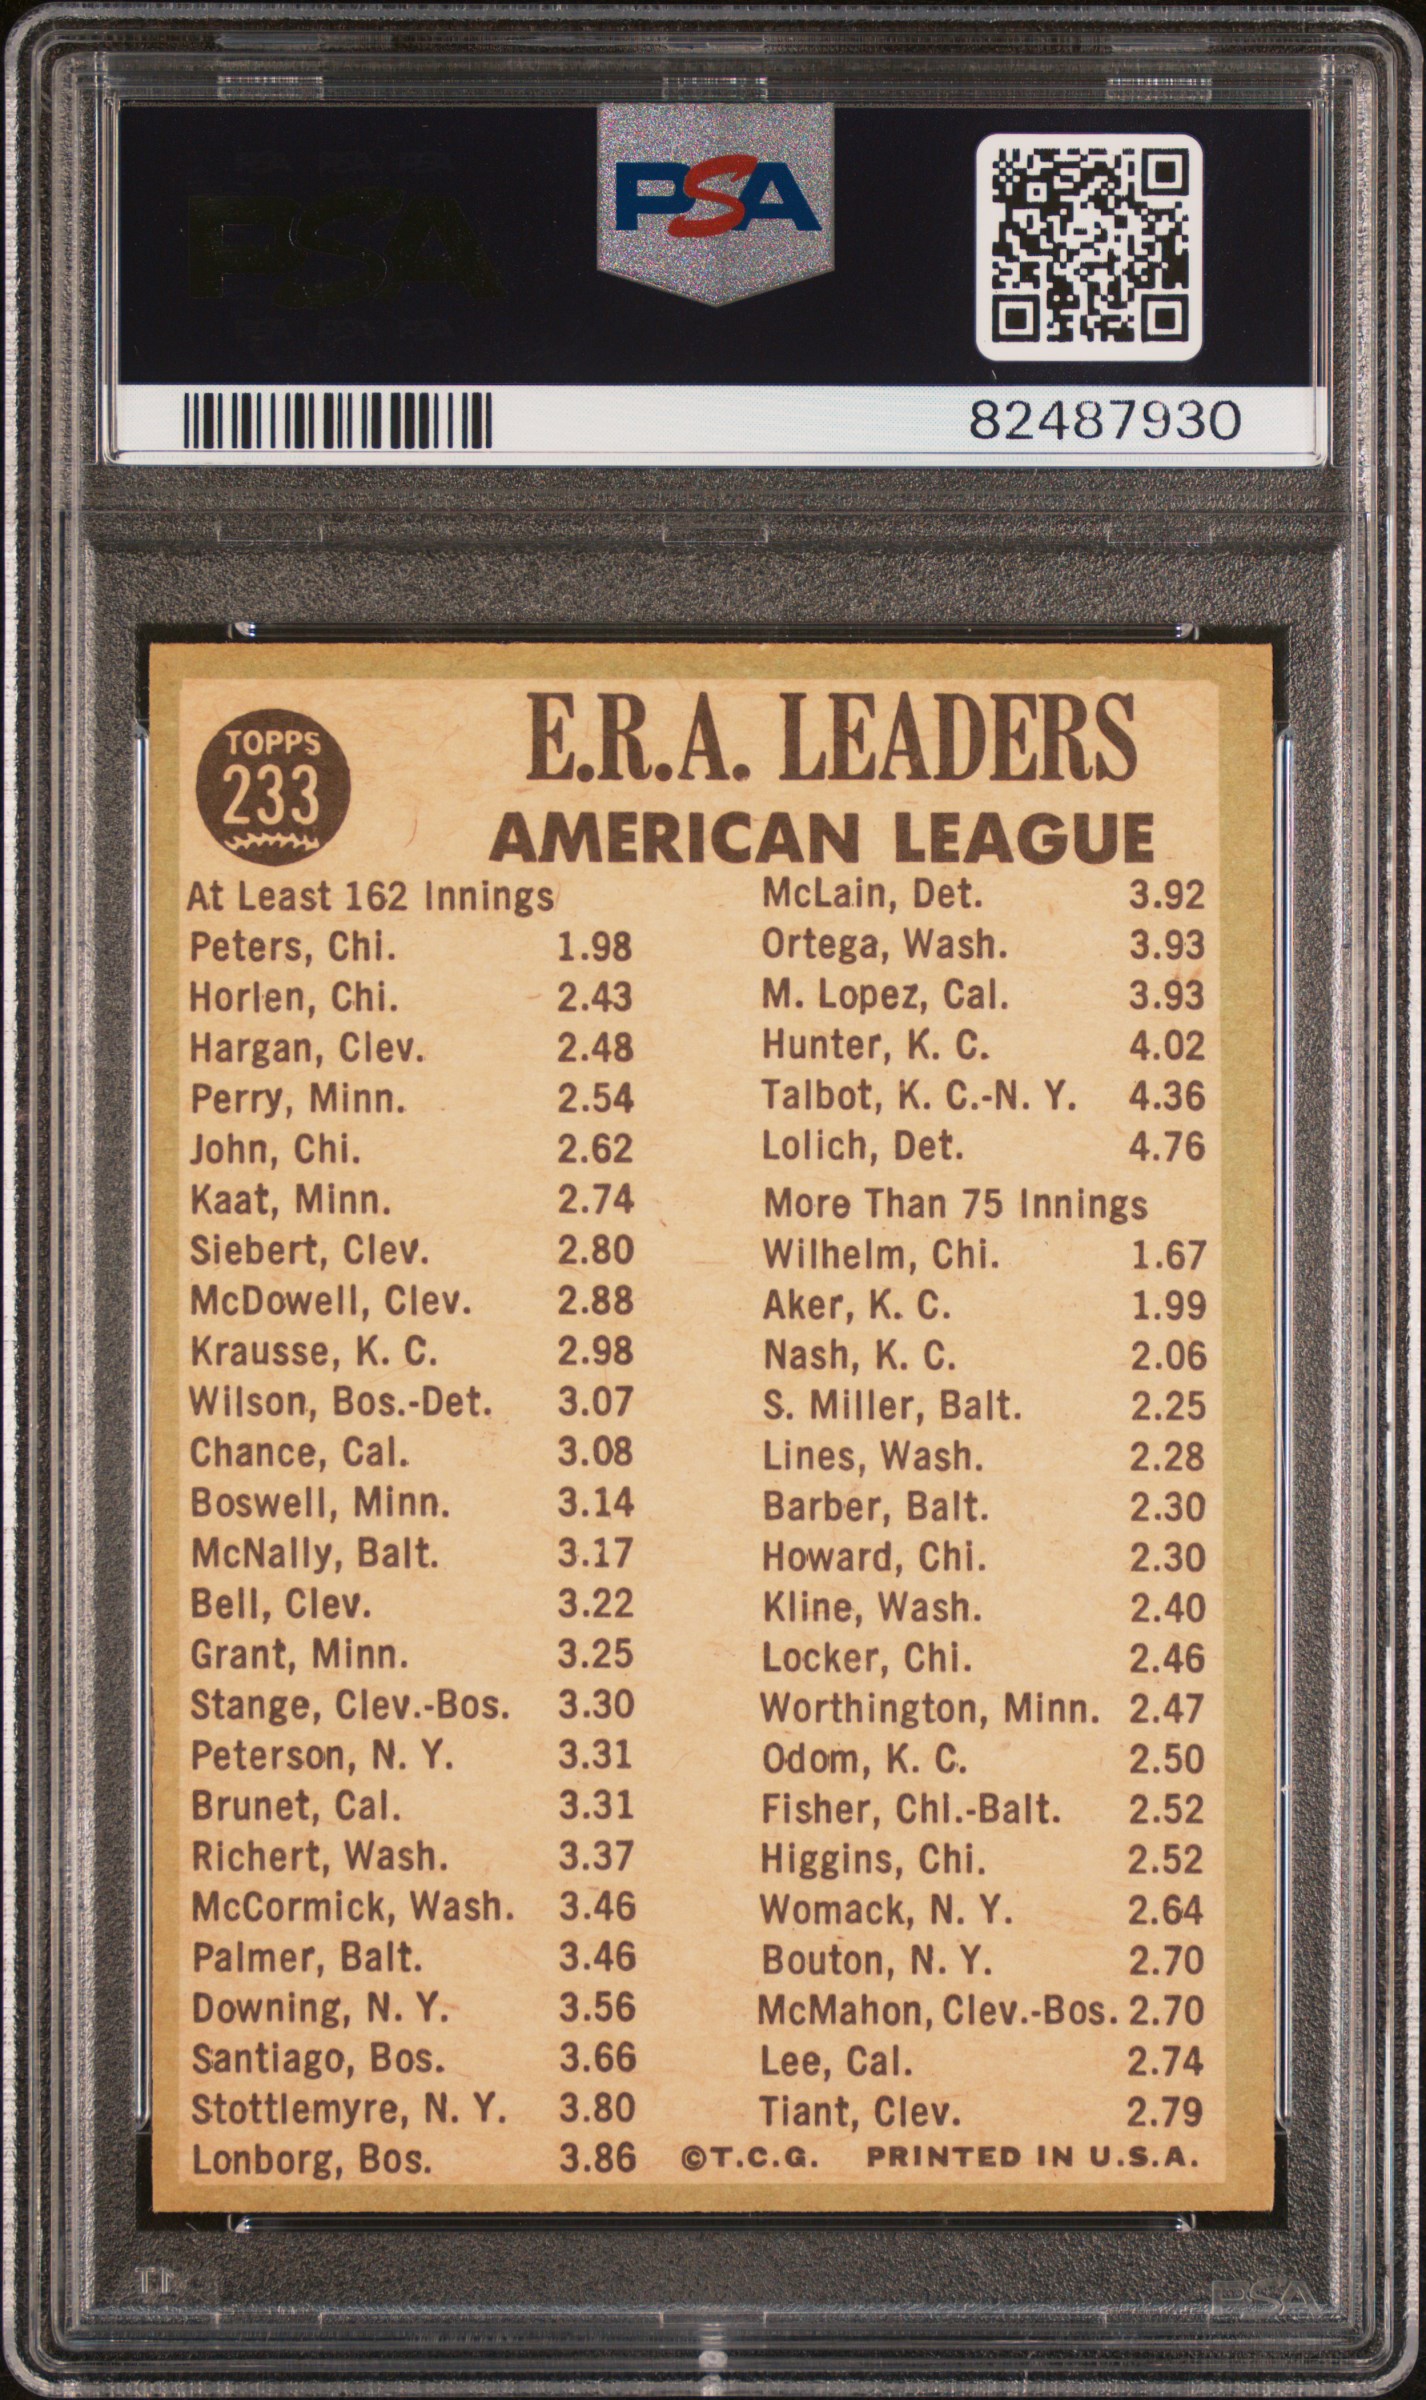 PSA
PSA
82487930
TOPPS
233
E.R.A. LEADERS
AMERICAN LEAGUE
At Least 162 Innings
Peters, Chi. 1.98
Horlen, Chi. 2.43
Hargan, Clev. 2.48
Perry, Minn. 2.54
John, Chi. 2.62
Kaat, Minn. 2.74
Siebert, Clev. 2.80
McDowell, Clev. 2.88
Krausse, K. C. 2.98
Wilson, Bos.-Det. 3.07
Chance, Cal. 3.08
Boswell, Minn. 3.14
McNally, Balt. 3.17
Bell, Clev. 3.22
Grant, Minn. 3.25
Stange, Clev.-Bos. 3.30
Peterson, N. Y. 3.31
Brunet, Cal. 3.31
Richert, Wash. 3.37
McCormick, Wash. 3.46
Palmer, Balt. 3.46
Downing, N. Y. 3.56
Santiago, Bos. 3.66
Stottlemyre, N. Y. 3.80
Lonborg, Bos. 3.86
McLain, Det. 3.92
Ortega, Wash. 3.93
M. Lopez, Cal. 3.93
Hunter, K. C. 4.02
Talbot, K. C.-N. Y. 4.36
Lolich, Det. 4.76
More Than 75 Innings
Wilhelm, Chi. 1.67
Aker, K. C. 1.99
Nash, K. C. 2.06
S. Miller, Balt. 2.25
Lines, Wash. 2.28
Barber, Balt. 2.30
Howard, Chi. 2.30
Kline, Wash. 2.40
Locker, Chi. 2.46
Worthington, Minn. 2.47
Odom, K. C. 2.50
Fisher, Chi.-Balt. 2.52
Higgins, Chi. 2.52
Womack, N. Y. 2.64
Bouton, N. Y. 2.70
McMahon, Clev.-Bos. 2.70
Lee, Cal. 2.74
Tiant, Clev. 2.79
©T.C.G. PRINTED IN U.S.A.
PSA